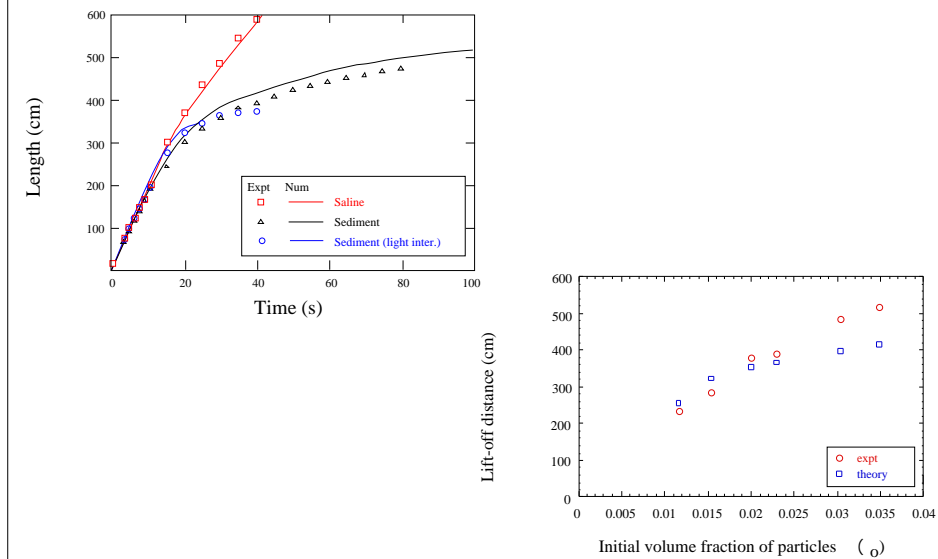 600
500
400
300
200
100
Length (cm)
Expt Num
Saline
Sediment
Sediment (light inter.)
0 20 40 60 80 100
Time (s)
600
500
400
300
200
100
0
Lift-off distance (cm)
expt
theory
0 0.005 0.01 0.015 0.02 0.025 0.03 0.035 0.04
Initial volume fraction of particles ( o)